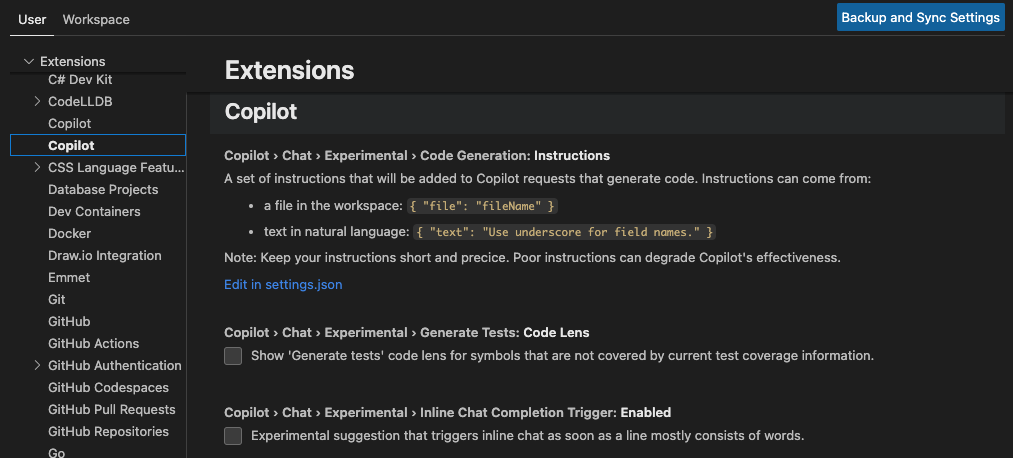 User Workspace
Backup and Sync Settings
Extensions
C# Dev Kit
CodeLLDB
Copilot
Copilot
CSS Language Featu...
Database Projects
Dev Containers
Docker
Draw.io Integration
Emmet
Git
GitHub
GitHub Actions
GitHub Authentication
GitHub Codespaces
GitHub Pull Requests
GitHub Repositories
Go
Extensions
Copilot
Copilot › Chat › Experimental › Code Generation: Instructions
A set of instructions that will be added to Copilot requests that generate code. Instructions can come from:
• a file in the workspace: { "file": "fileName" }
• text in natural language: { "text": "Use underscore for field names." }
Note: Keep your instructions short and precice. Poor instructions can degrade Copilot's effectiveness.
Edit in settings.json
Copilot › Chat › Experimental › Generate Tests: Code Lens
Show 'Generate tests' code lens for symbols that are not covered by current test coverage information.
Copilot › Chat › Experimental › Inline Chat Completion Trigger: Enabled
Experimental suggestion that triggers inline chat as soon as a line mostly consists of words.